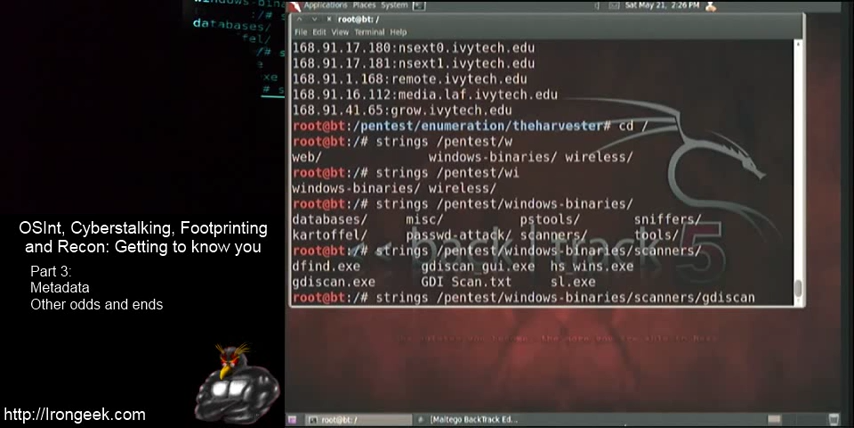 Applications Places System
Sat May 21, 2:26 PM
root@bt: /
File Edit View Terminal Help
168.91.17.180:nsext0.ivytech.edu
168.91.17.181:nsext1.ivytech.edu
168.91.1.168:remote.ivytech.edu
168.91.16.112:media.laf.ivytech.edu
168.91.41.65:grow.ivytech.edu
root@bt:/pentest/enumeration/theharvester# cd /
root@bt:/# strings /pentest/w
web/ windows-binaries/ wireless/
root@bt:/# strings /pentest/wi
windows-binaries/ wireless/
root@bt:/# strings /pentest/windows-binaries/
databases/ misc/ pstools/ sniffers/
kartoffel/ passwd-attack/ scanners/ tools/
root@bt:/# strings /pentest/windows-binaries/scanners/
dfind.exe gdiscan_gui.exe hs_wins.exe
gdiscan.exe GDI Scan.txt sl.exe
root@bt:/# strings /pentest/windows-binaries/scanners/gdiscan
<< back | track 5
databases/
OSInt, Cyberstalking, Footprinting
and Recon: Getting to know you
Part 3:
Metadata
Other odds and ends
http://Irongeek.com
root@bt: /
[Maltego BackTrack Ed...